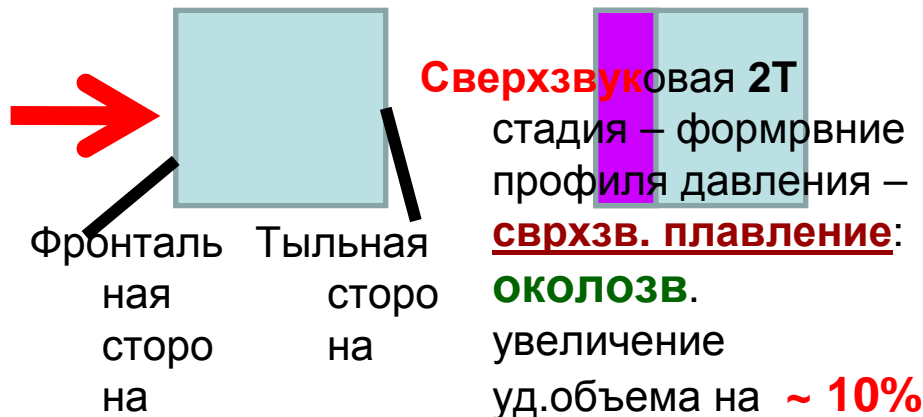 Фронталь
ная
сторо
на
Тыльная
сторо
на
Сверхзвуковая 2Т
стадия – формрвние
профиля давления –
сврхзв. плавление:
околозв.
увеличение
уд.объема на ~ 10%